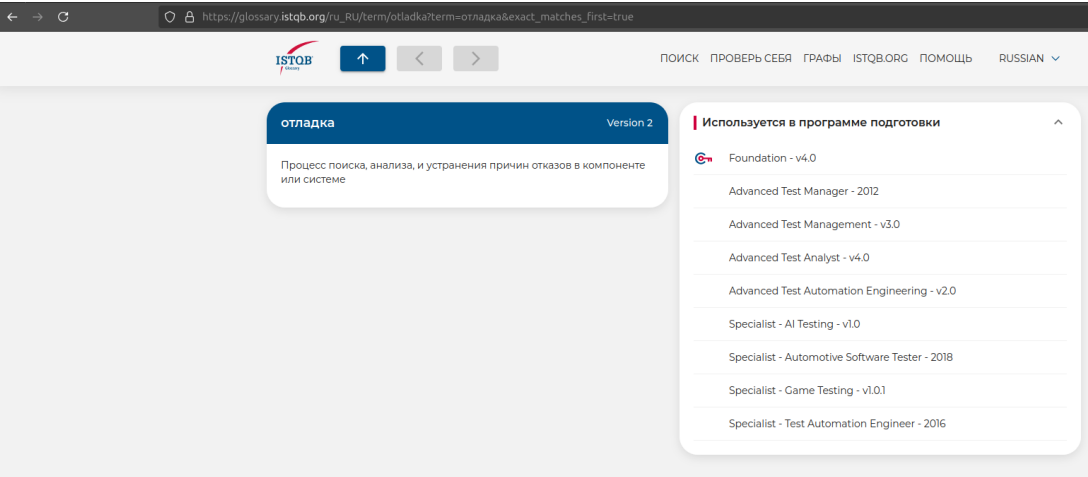 https://glossary.istqb.org/ru_RU/term/otladka?term=отладка&exact_matches_first=true
ISTQB
Glossary
ПОИСК ПРОВЕРЬ СЕБЯ ГРАФЫ ISTQB.ORG ПОМОЩЬ RUSSIAN
отладка Version 2
Процесс поиска, анализа, и устранения причин отказов в компоненте
или системе
Используется в программе подготовки
Foundation - v4.0
Advanced Test Manager - 2012
Advanced Test Management - v3.0
Advanced Test Analyst - v4.0
Advanced Test Automation Engineering - v2.0
Specialist - AI Testing - v1.0
Specialist - Automotive Software Tester - 2018
Specialist - Game Testing - v1.0.1
Specialist - Test Automation Engineer - 2016